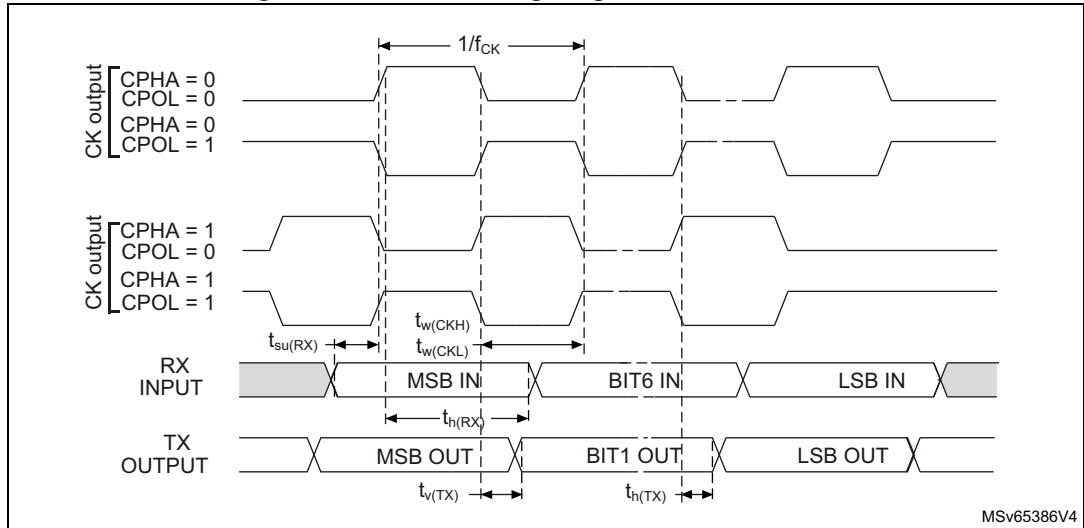 1/fCK
CK output
CPHA = 0
CPOL = 0
CPHA = 0
CPOL = 1
CK output
CPHA = 1
CPOL = 0
CPHA = 1
CPOL = 1
tw(CKH)
tsu(RX)
tw(CKL)
RX
INPUT
MSB IN
BIT6 IN
LSB IN
th(RX)
TX
OUTPUT
MSB OUT
BIT1 OUT
LSB OUT
tv(TX)
th(TX)
MSv65386V4